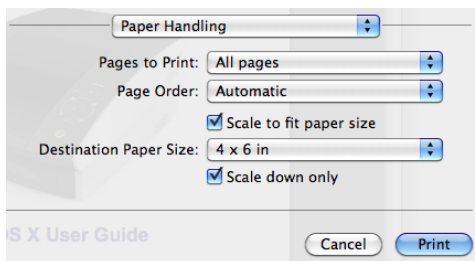 Paper Handling
Pages to Print: All pages
Page Order: Automatic
Scale to fit paper size
Destination Paper Size: 4 x 6 in
Scale down only
OS X User Guide
Cancel Print